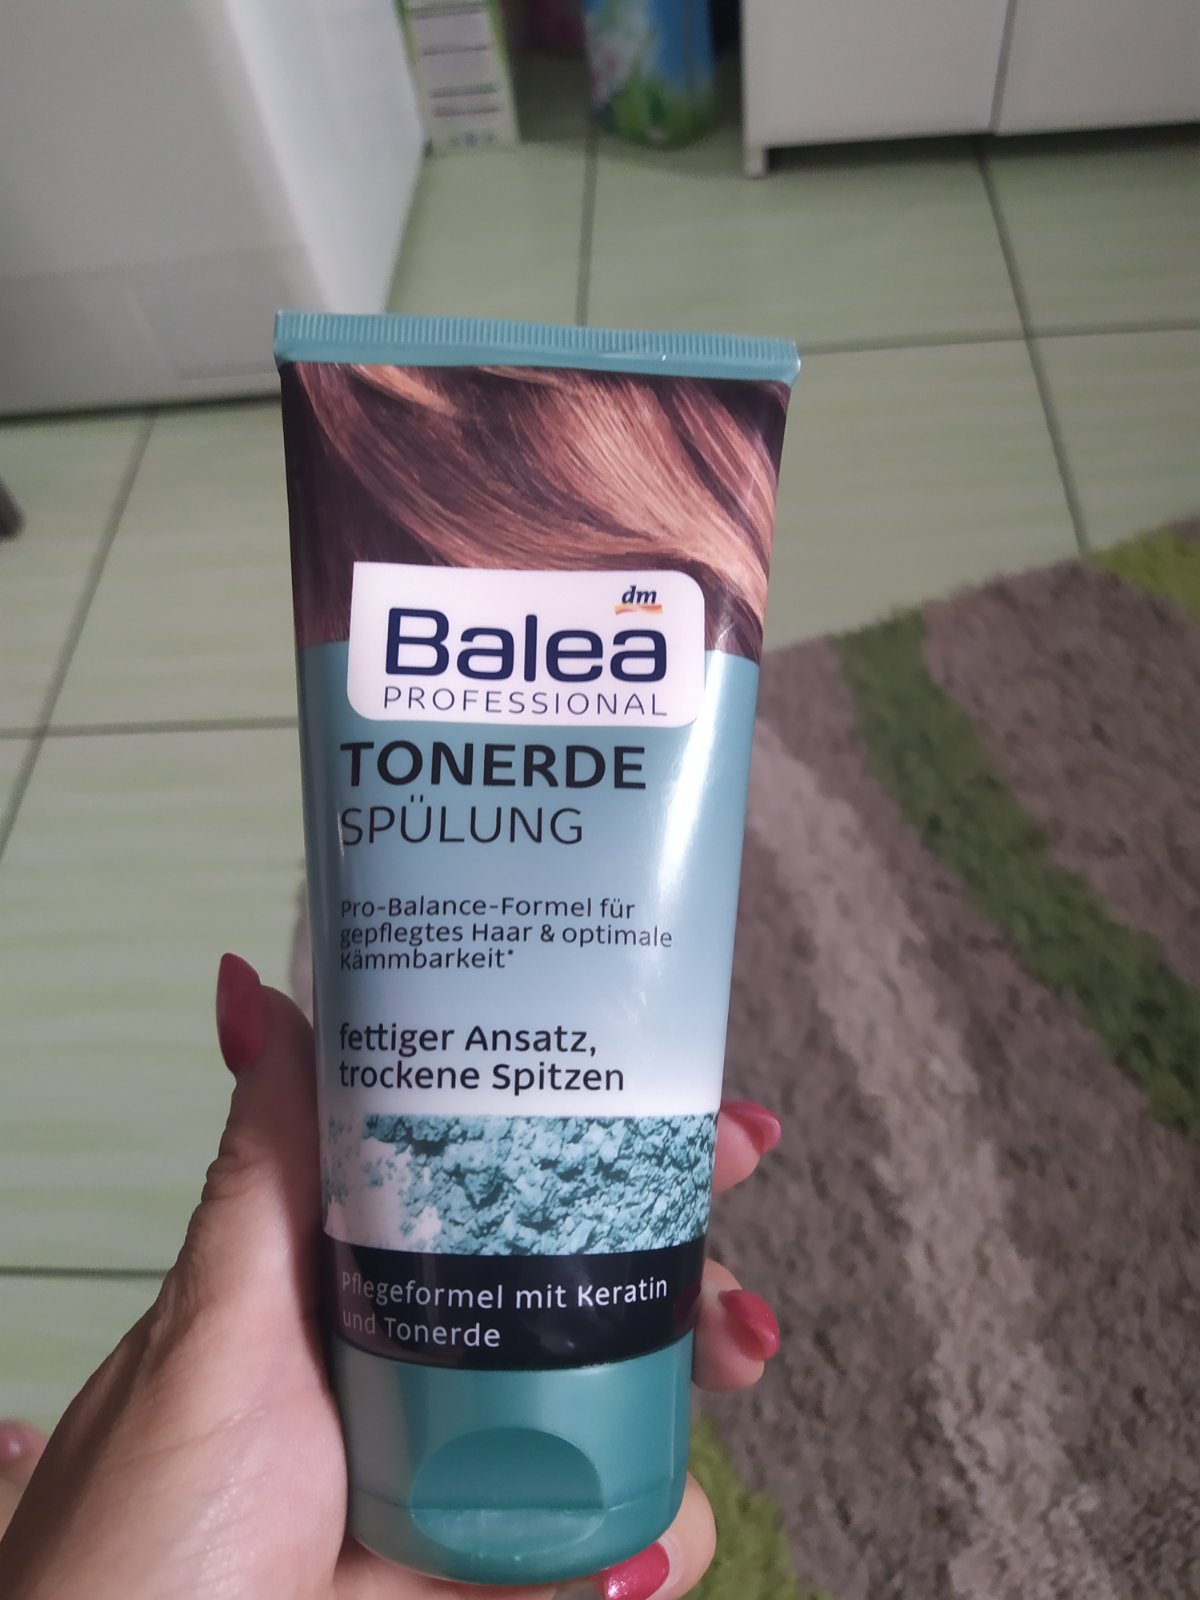 dm
Balea
PROFESSIONAL
TONERDE
SPÜLUNG
Pro-Balance-Formel für
gepflegtes Haar & optimale
Kämmbarkeit*
fettiger Ansatz,
trockene Spitzen
Pflegeformel mit Keratin
und Tonerde